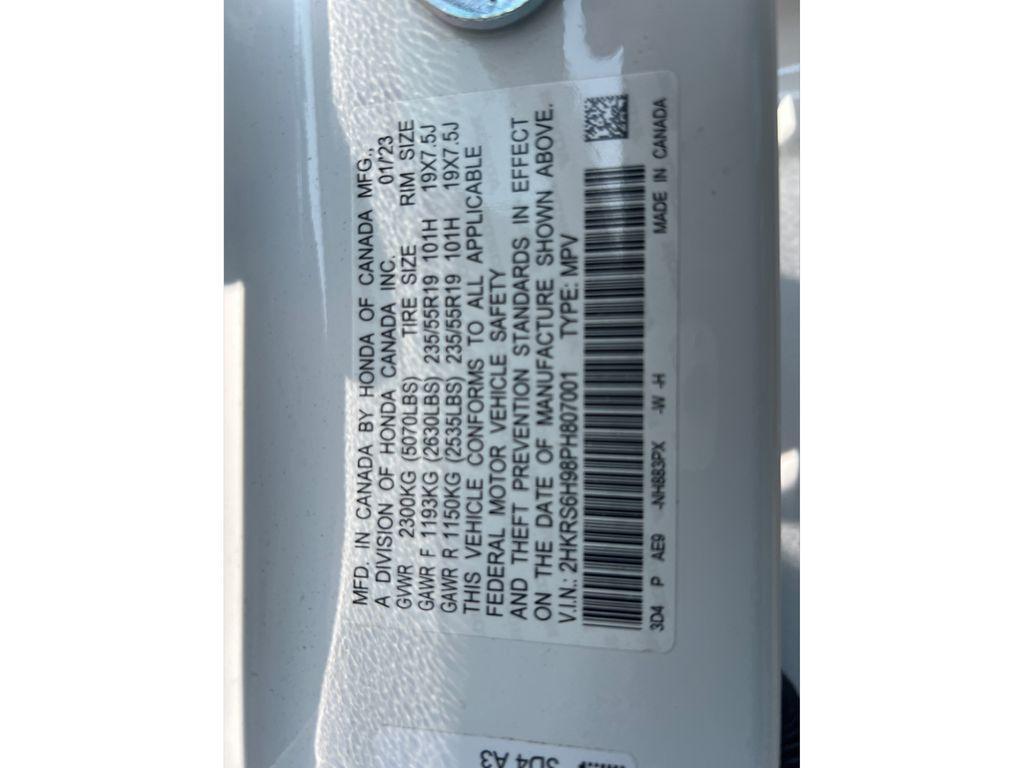 MFD. IN CANADA BY HONDA OF CANADA MFG.,
A DIVISION OF HONDA CANADA INC. 01/'23
GVWR 2300KG (5070LBS) TIRE SIZE RIM SIZE
GAWR F 1193KG (2630LBS) 235/55R19 101H 19X7.5J
GAWR R 1150KG (2535LBS) 235/55R19 101H 19X7.5J
THIS VEHICLE CONFORMS TO ALL APPLICABLE
FEDERAL MOTOR VEHICLE SAFETY
AND THEFT PREVENTION STANDARDS IN EFFECT
ON THE DATE OF MANUFACTURE SHOWN ABOVE.
V.I.N.: 2HKRS6H98PH807001 TYPE: MPV
3D4 P AE9 -NH883PX -W -H MADE IN CANADA
3D4 A3